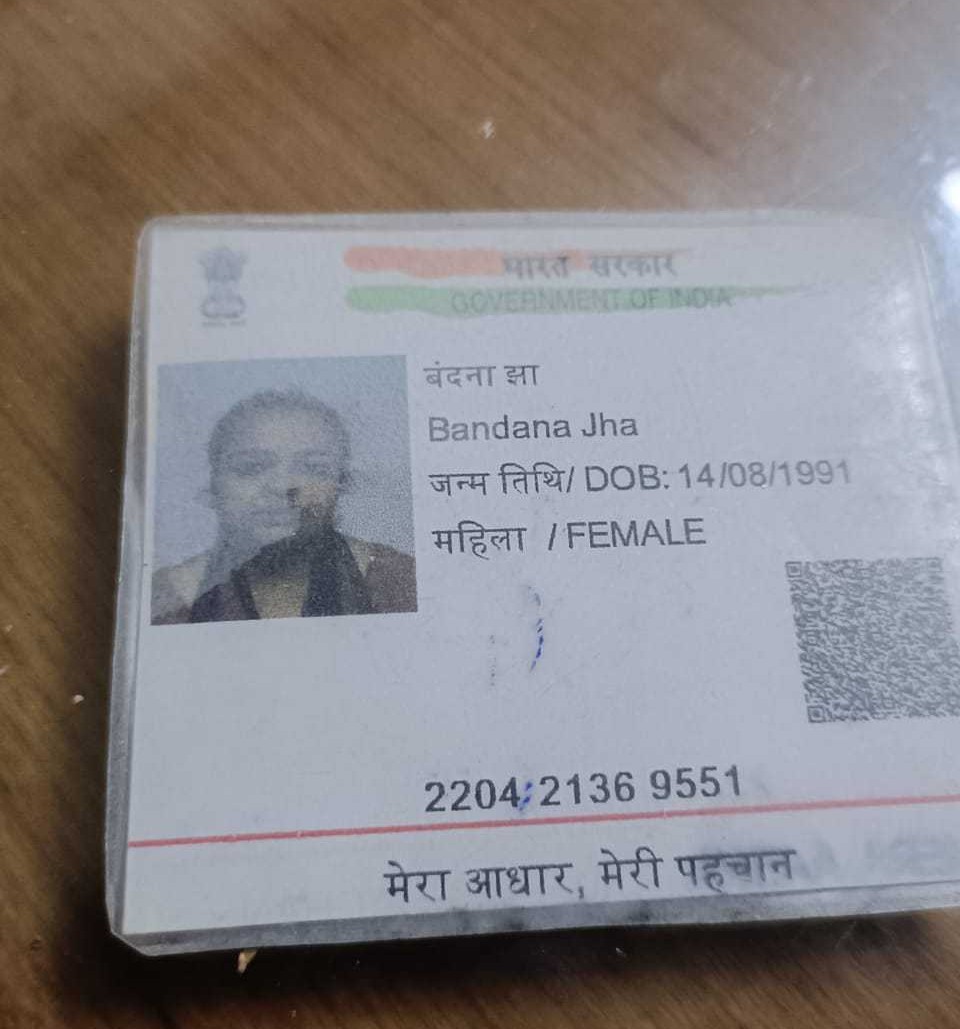 भारत सरकार
GOVERNMENT OF INDIA
बंदना झा
Bandana Jha
जन्म तिथि/ DOB: 14/08/1991
महिला / FEMALE
2204 2136 9551
मेरा आधार, मेरी पहचान